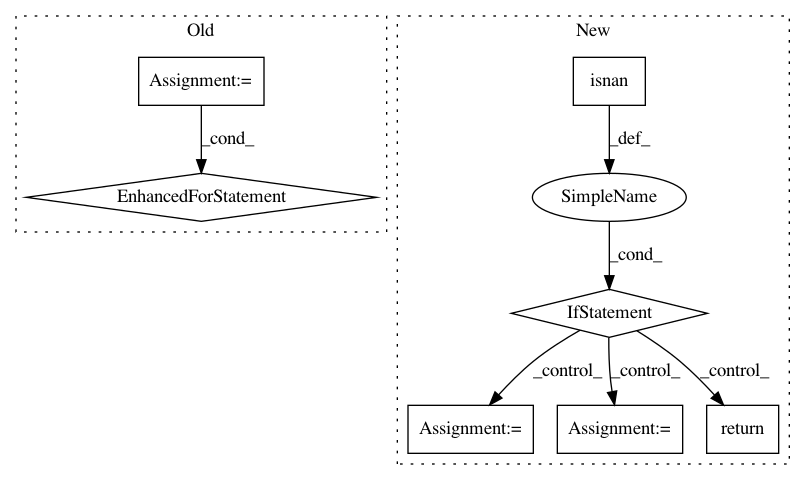 Old
New
Assignment:=
isnan
_cond_
_def_
EnhancedForStatement
SimpleName
_cond_
IfStatement
_control_
_control_
_control_
Assignment:=
Assignment:=
return